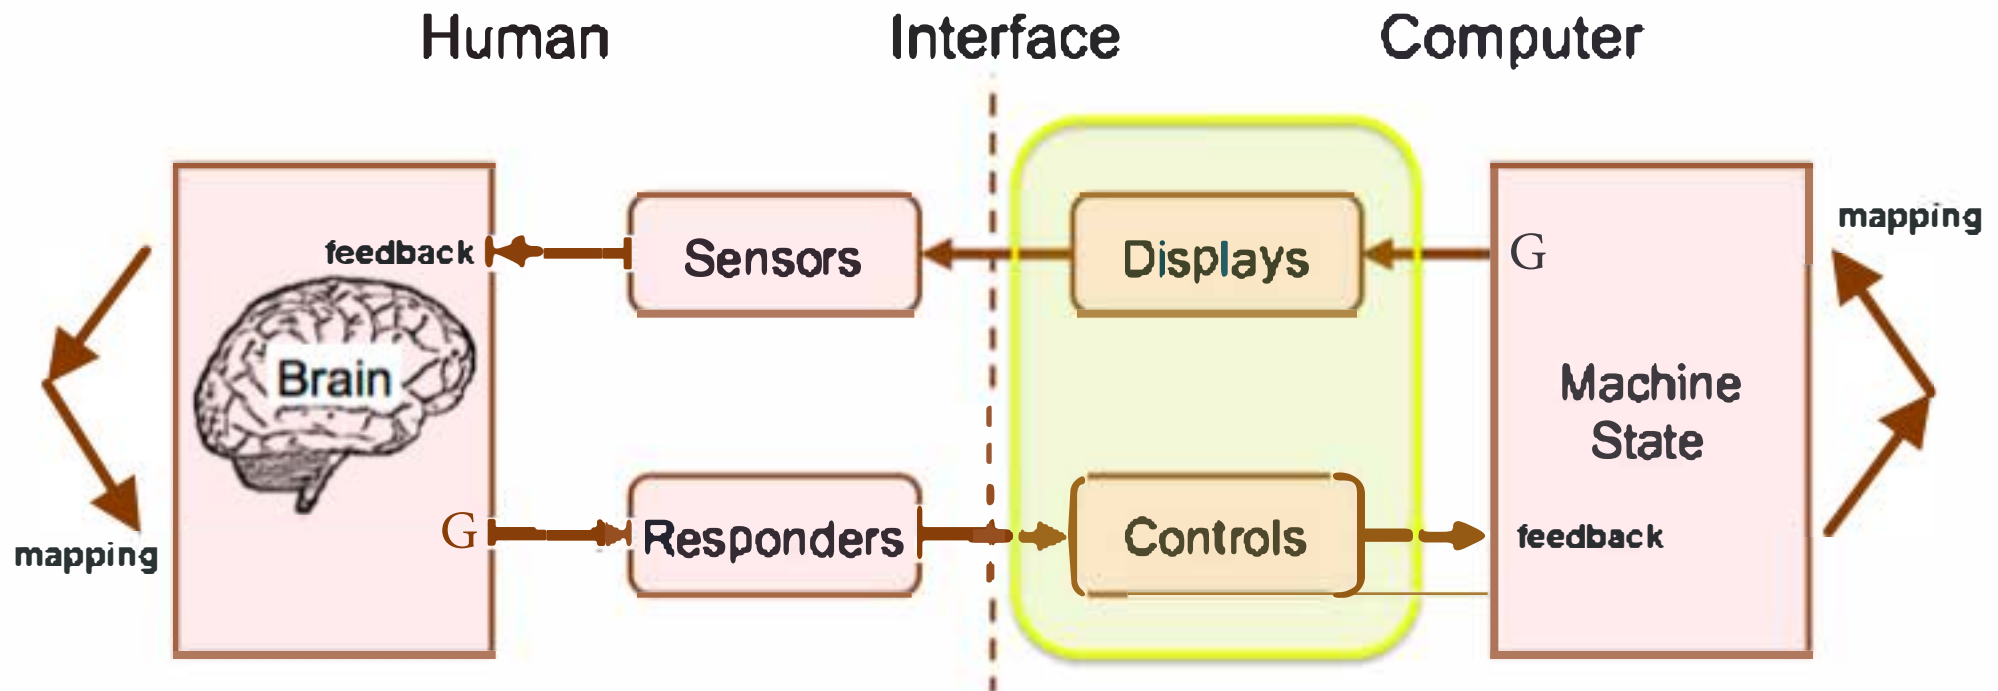 Human Interface Computer
mapping
feedback Sensors Displays G
Brain
Machine
State
G Responders Controls feedback
mapping